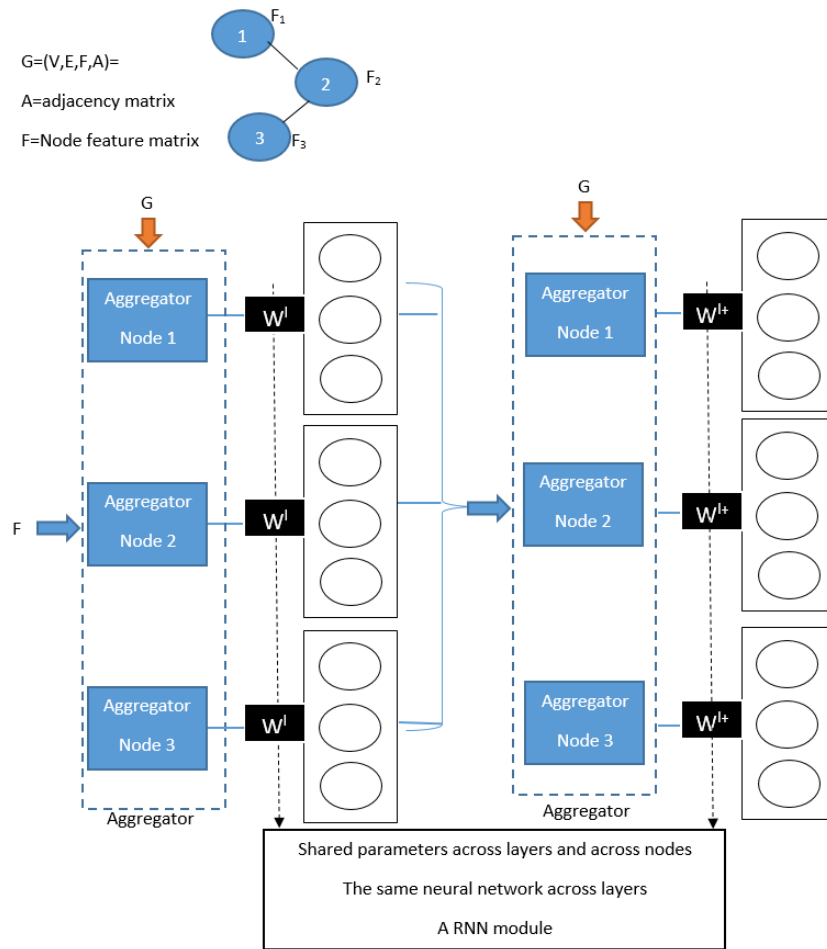 F₁
1
G=(V,E,F,A)=
2
F₂
A=adjacency matrix
F=Node feature matrix
3
F₃
G
G
Aggregator
Node 1
Wˡ
Aggregator
Node 1
Wˡ⁺
F
Aggregator
Node 2
Wˡ
Aggregator
Node 2
Wˡ⁺
Aggregator
Node 3
Wˡ
Aggregator
Node 3
Wˡ⁺
Aggregator
Aggregator
Shared parameters across layers and across nodes
The same neural network across layers
A RNN module